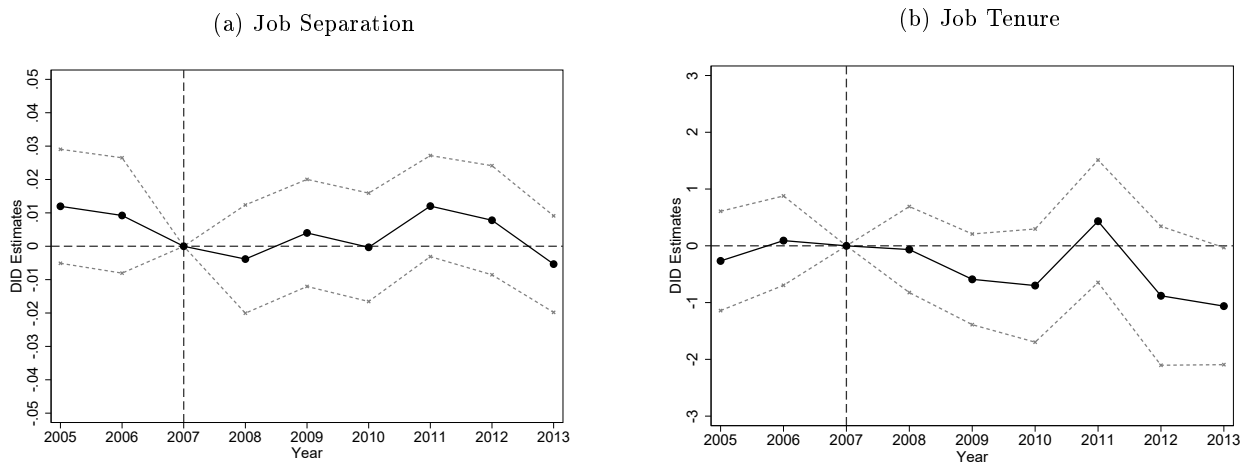 (a) Job Separation
DID Estimates
.05
.04
.03
.02
.01
0
-.01
-.02
-.03
-.04
-.05
2005 2006 2007 2008 2009 2010 2011 2012 2013
Year
(b) Job Tenure
DID Estimates
3
2
1
0
-1
-2
-3
2005 2006 2007 2008 2009 2010 2011 2012 2013
Year